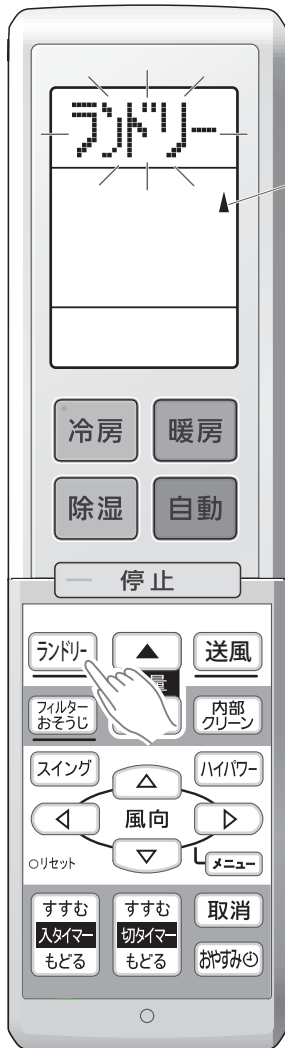 ランドリー
冷房 暖房
除湿 自動
停止
ランドリー 送風
フィルター
おそうじ
内部
クリーン
スイング ハイパワー
風向
リセット メニュー
すすむ すすむ 取消
入タイマー 切タイマー
もどる もどる おやすみ